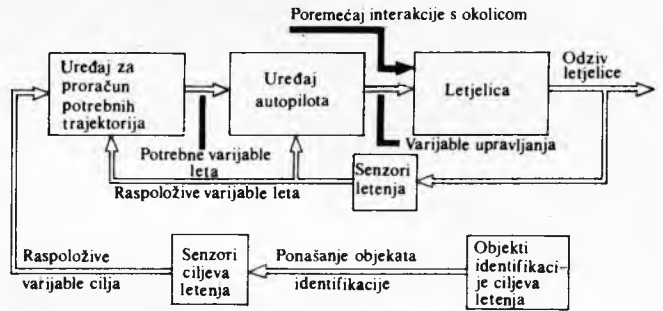 Poremećaj interakcije s okolicom
Uređaj za
proračun
potrebnih
trajektorija
Uređaj
autopilota
Letjelica
Odziv
letjelice
Potrebne varijable
leta
Varijable upravljanja
Raspoložive varijable leta
Senzori
letenja
Raspoložive
varijable cilja
Senzori
ciljeva
letenja
Ponašanje objekata
identifikacije
Objekti
identifikaci-
je ciljeva
letenja